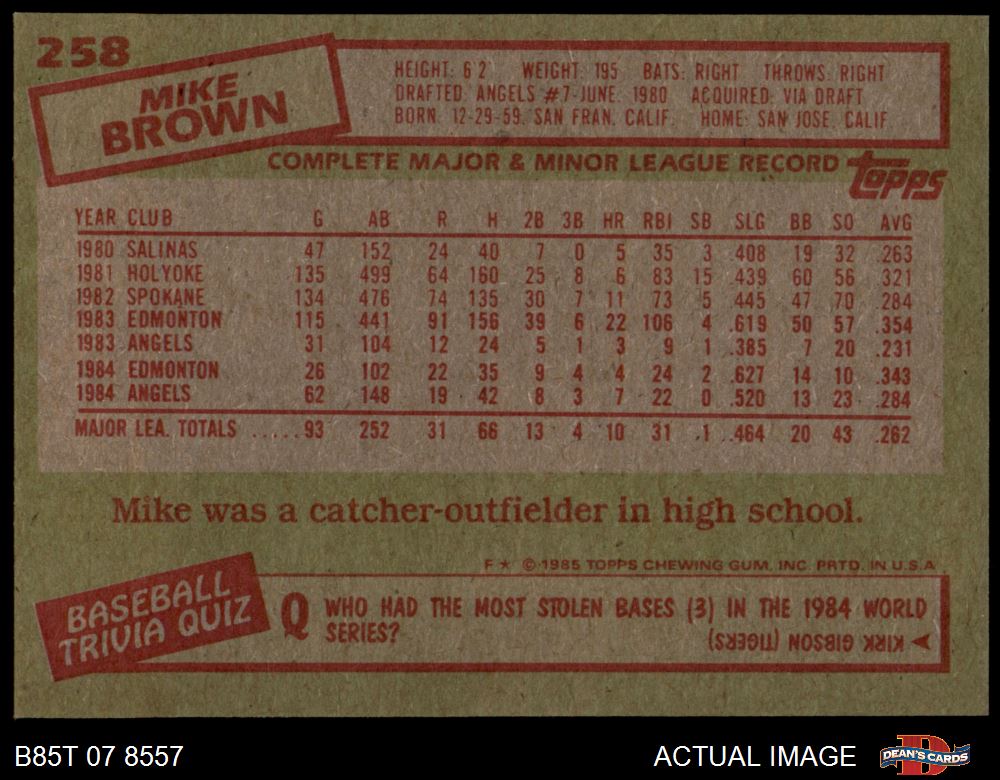 258
MIKE
BROWN
HEIGHT: 6'2" WEIGHT: 195 BATS: RIGHT THROWS: RIGHT
DRAFTED: ANGELS #7-JUNE, 1980 ACQUIRED: VIA DRAFT
BORN: 12-29-59, SAN FRAN, CALIF. HOME: SAN JOSE, CALIF
COMPLETE MAJOR & MINOR LEAGUE RECORD
topps
YEAR CLUB G AB R H 2B 3B HR RBI SB SLG BB SO AVG
1980 SALINAS 47 152 24 40 7 0 5 35 3 .408 19 32 .263
1981 HOLYOKE 135 499 64 160 25 8 6 83 15 .439 60 56 .321
1982 SPOKANE 134 476 74 135 30 7 11 73 5 .445 47 70 .284
1983 EDMONTON 115 441 91 156 39 6 22 106 4 .619 50 57 .354
1983 ANGELS 31 104 12 24 5 1 3 9 1 .385 7 20 .231
1984 EDMONTON 26 102 22 35 9 4 4 24 2 .627 14 10 .343
1984 ANGELS 62 148 19 42 8 3 7 22 0 .520 13 23 .284
MAJOR LEA. TOTALS ......93 252 31 66 13 4 10 31 1 .464 20 43 .262
Mike was a catcher-outfielder in high school.
F★ ©1985 TOPPS CHEWING GUM, INC. PRTD. IN U.S.A.
BASEBALL
TRIVIA QUIZ
Q WHO HAD THE MOST STOLEN BASES (3) IN THE 1984 WORLD
SERIES?
KIRK GIBSON (TIGERS)
B85T 07 8557
ACTUAL IMAGE
D
DEAN'S CARDS